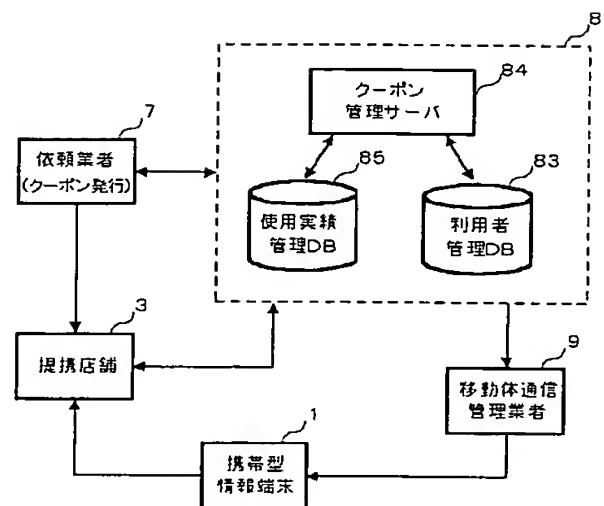 8
84
クーポン
管理サーバ
7
依頼業者
(クーポン発行)
85
使用実績
管理DB
83
利用者
管理DB
3
提携店舗
9
移動体通信
管理業者
1
携帯型
情報端末